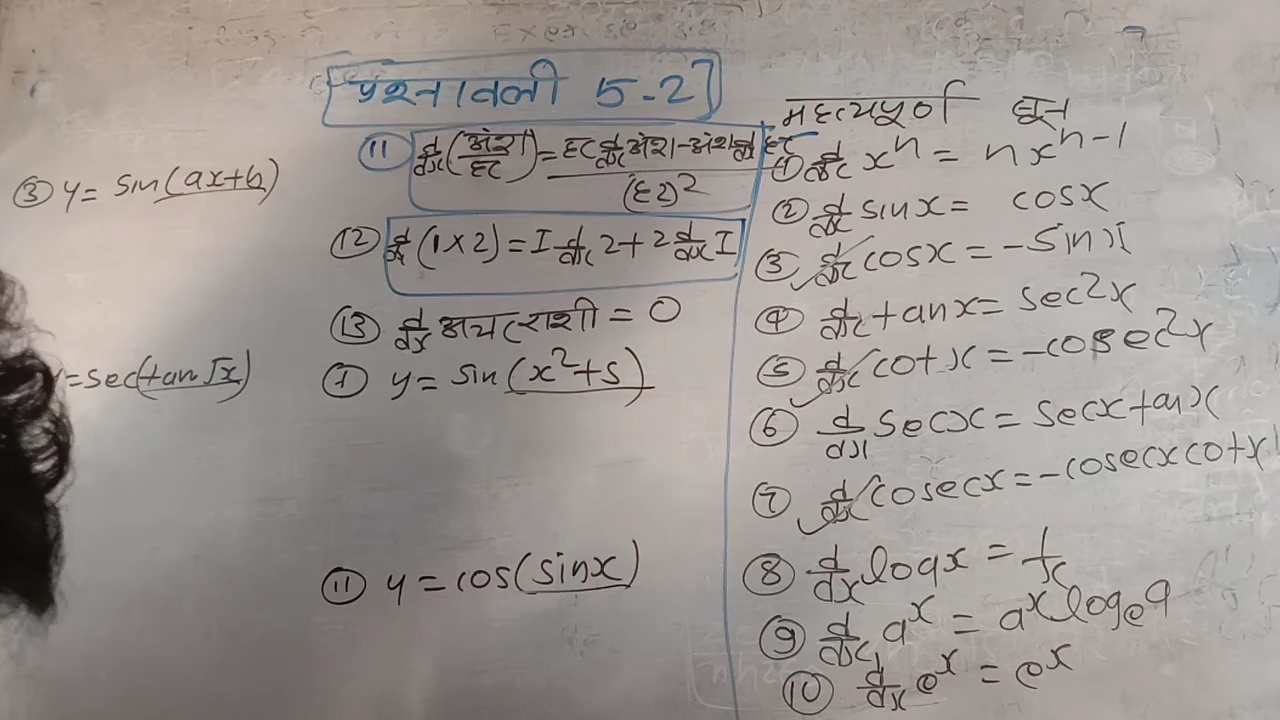 प्रश्नावली 5.2
③ y = sin(ax+b)
y = sec(tan√x)
⑪ d/dx (अंश/हर) = हर d/dx अंश - अंश d/dx हर / (हर)²
⑫ d/dx (1×2) = I d/dx 2 + 2 d/dx I
⑬ d/dx अचर राशी = 0
① y = sin(x²+5)
⑪ y = cos(sinx)
महत्वपूर्ण सूत्र
① d/dx xⁿ = nxⁿ⁻¹
② d/dx sinx = cosx
③ d/dx cosx = -sinx
④ d/dx tanx = sec²x
⑤ d/dx cotx = -cosec²x
⑥ d/dx secx = secx tanx
⑦ d/dx cosecx = -cosecx cotx
⑧ d/dx logx = 1/x
⑨ d/dx aˣ = aˣ logₑa
⑩ d/dx eˣ = eˣ